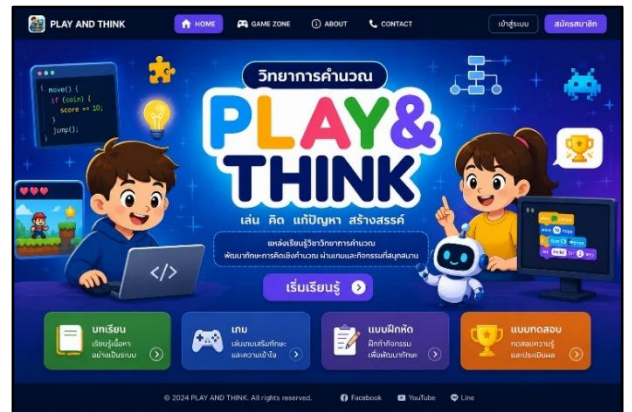 PLAY AND THINK
HOME
GAME ZONE
ABOUT
CONTACT
เข้าสู่ระบบ
สมัครสมาชิก
วิทยาการคำนวณ
PLAY&
THINK
เล่น คิด แก้ปัญหา สร้างสรรค์
แหล่งเรียนรู้วิชาวิทยาการคำนวณ
พัฒนาทักษะการคิดเชิงคำนวณ ผ่านเกมและกิจกรรมที่สนุกสนาน
เริ่มเรียนรู้
move() {
if (coin) {
score += 10;
}
jump();
</>
บทเรียน
เรียนรู้เนื้อหา
อย่างเป็นระบบ
เกม
เล่นเกมเสริมทักษะ
และความเข้าใจ
แบบฝึกหัด
ฝึกทำกิจกรรม
เพื่อพัฒนาทักษะ
แบบทดสอบ
ทดสอบความรู้
และประเมินผล
© 2024 PLAY AND THINK. All rights reserved.
Facebook
YouTube
Line